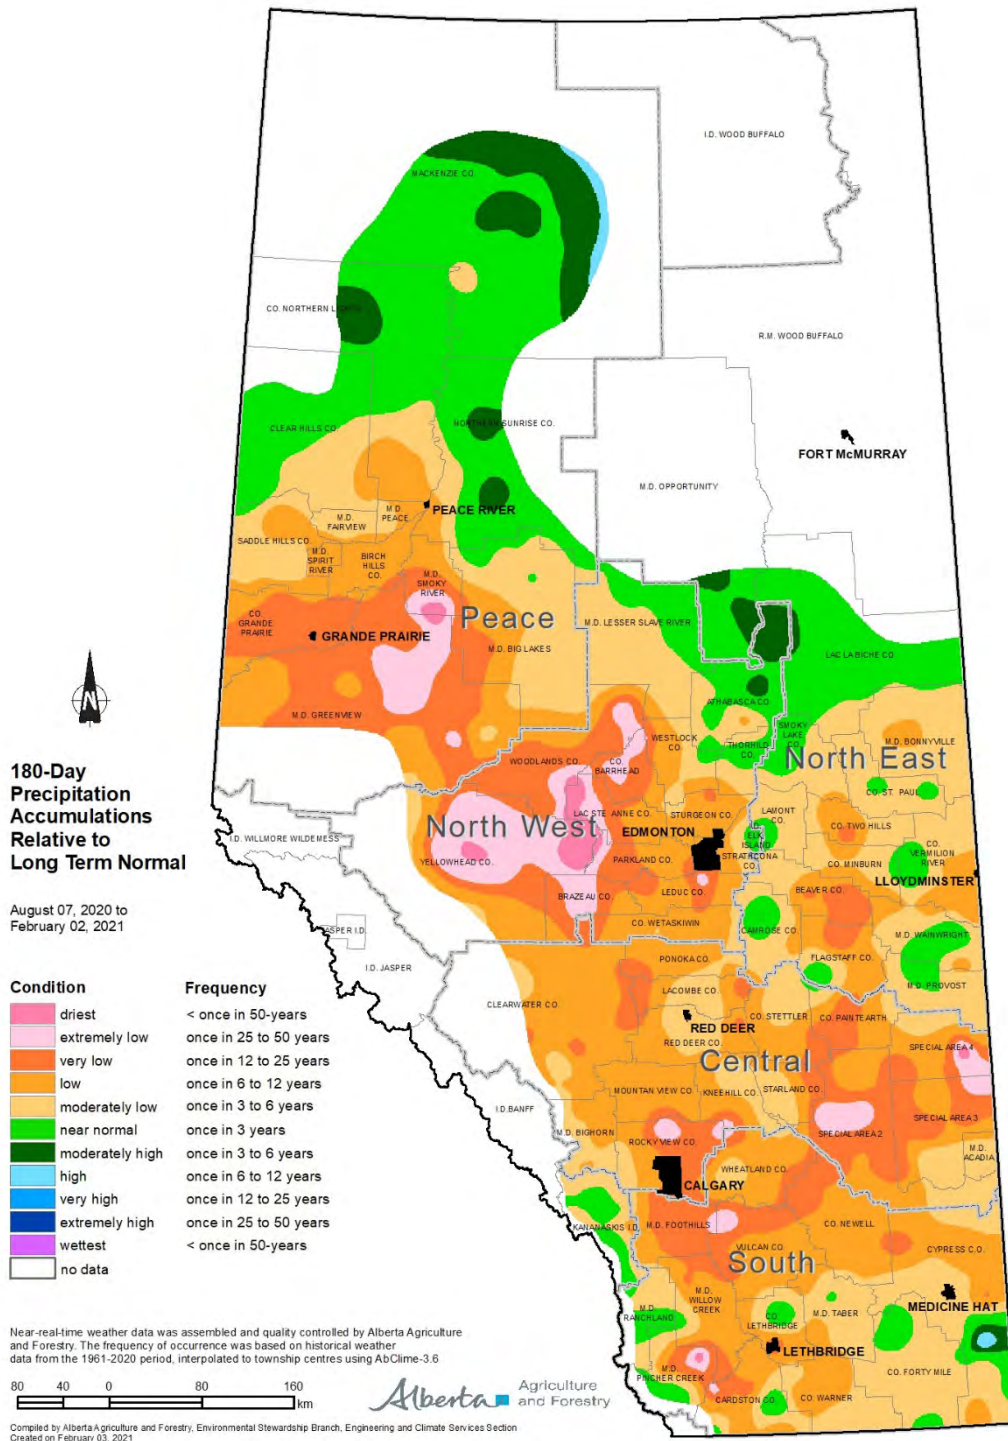 I.D. WOOD BUFFALO
MACKENZIE CO.
CO. NORTHERN LIGHTS
R.M. WOOD BUFFALO
CLEAR HILLS CO.
NORTHERN SUNRISE CO.
FORT McMURRAY
M.D. OPPORTUNITY
PEACE RIVER
M.D.
PEACE
M.D.
FAIRVIEW
SADDLE HILLS CO.
M.D.
SPIRIT
RIVER
BIRCH
HILLS
CO.
M.D.
SMOKY
RIVER
CO.
GRANDE
PRAIRIE
GRANDE PRAIRIE
Peace
M.D. LESSER SLAVE RIVER
M.D. BIG LAKES
LAC LA BICHE CO.
M.D. GREENVIEW
ATHABASCA CO.
SMOKY
LAKE
CO.
THORHILD
CO.
WESTLOCK
CO.
M.D. BONNYVILLE
North East
WOODLANDS CO.
CO.
BARRHEAD
CO. ST. PAUL
North West
LAC STE. ANNE CO.
STURGEON CO.
LAMONT
CO.
CO. TWO HILLS
EDMONTON
I.D.
ELK
ISLAND
STRATHCONA
CO.
I.D. WILLMORE WILDERNESS
YELLOWHEAD CO.
PARKLAND CO.
CO. MINBURN
CO.
VERMILION
RIVER
LLOYDMINSTER
BRAZEAU CO.
LEDUC CO.
BEAVER CO.
CO. WETASKIWIN
CAMROSE CO.
M.D. WAINWRIGHT
JASPER I.D.
I.D. JASPER
PONOKA CO.
FLAGSTAFF CO.
M.D. PROVOST
CLEARWATER CO.
LACOMBE CO.
CO. STETTLER
CO. PAINTEARTH
RED DEER
RED DEER CO.
SPECIAL AREA 4
Central
MOUNTAN VIEW CO.
KNEEHILL CO.
STARLAND CO.
I.D. BANFF
M.D. BIGHORN
ROCKY VIEW CO.
SPECIAL AREA 2
SPECIAL AREA 3
M.D.
ACADIA
WHEATLAND CO.
CALGARY
KANANASKIS I.D.
M.D. FOOTHILLS
CO. NEWELL
VULCAN CO.
CYPRESS C.O.
South
M.D.
WILLOW
CREEK
M.D.
RANCHLAND
CO.
LETHBRIDGE
M.D. TABER
MEDICINE HAT
LETHBRIDGE
M.D.
PINCHER CREEK
CO. FORTY MILE
CARDSTON CO.
CO. WARNER
N
180-Day
Precipitation
Accumulations
Relative to
Long Term Normal
August 07, 2020 to
February 02, 2021
Condition Frequency
driest < once in 50-years
extremely low once in 25 to 50 years
very low once in 12 to 25 years
low once in 6 to 12 years
moderately low once in 3 to 6 years
near normal once in 3 years
moderately high once in 3 to 6 years
high once in 6 to 12 years
very high once in 12 to 25 years
extremely high once in 25 to 50 years
wettest < once in 50-years
no data
Near-real-time weather data was assembled and quality controlled by Alberta Agriculture
and Forestry. The frequency of occurrence was based on historical weather
data from the 1961-2020 period, interpolated to township centres using AbClime-3.6
80 40 0 80 160
km
Alberta Agriculture
and Forestry
Compiled by Alberta Agriculture and Forestry, Environmental Stewardship Branch, Engineering and Climate Services Section
Created on February 03, 2021